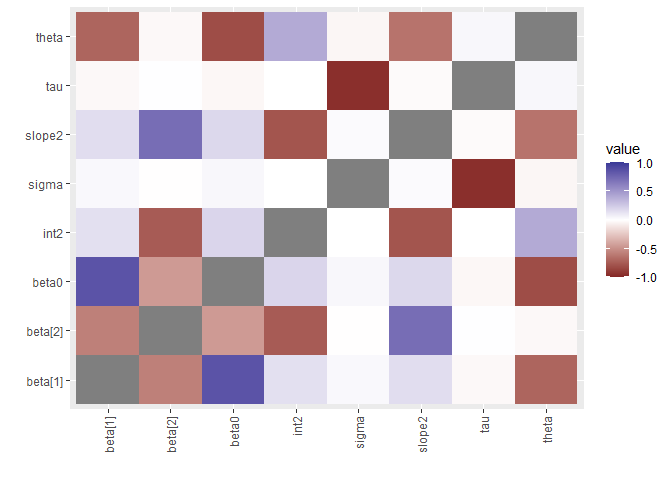 theta
tau
slope2
sigma
int2
beta0
beta[2]
beta[1]
beta[1]
beta[2]
beta0
int2
sigma
slope2
tau
theta
value
1.0
0.5
0.0
-0.5
-1.0